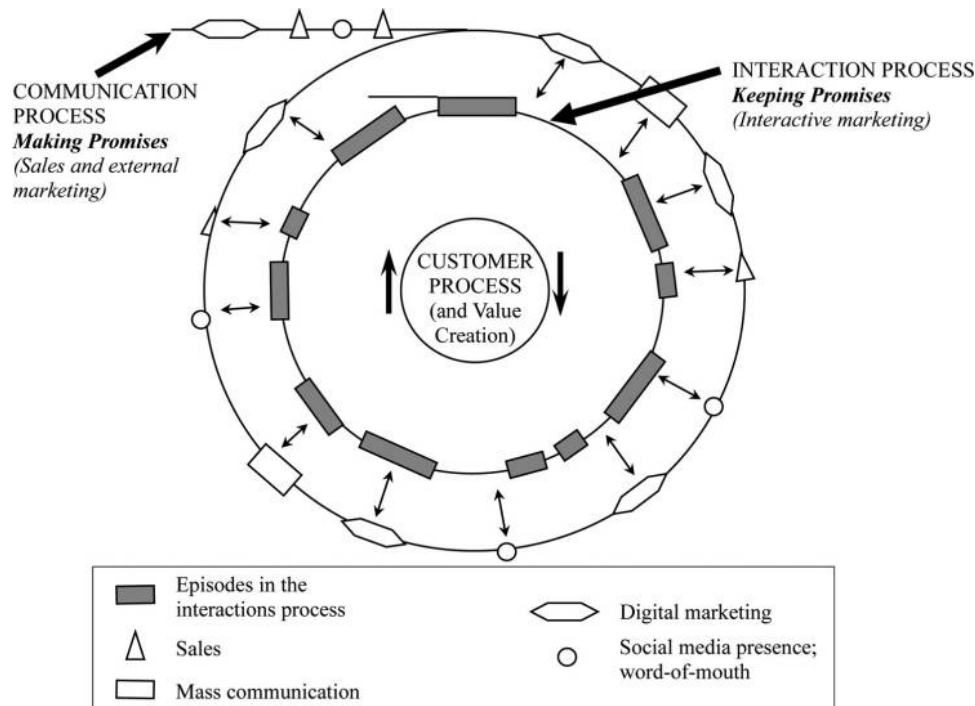 COMMUNICATION
PROCESS
Making Promises
(Sales and external
marketing)
INTERACTION PROCESS
Keeping Promises
(Interactive marketing)
CUSTOMER
PROCESS
(and Value
Creation)
Episodes in the
interactions process
Sales
Mass communication
Digital marketing
Social media presence;
word-of-mouth